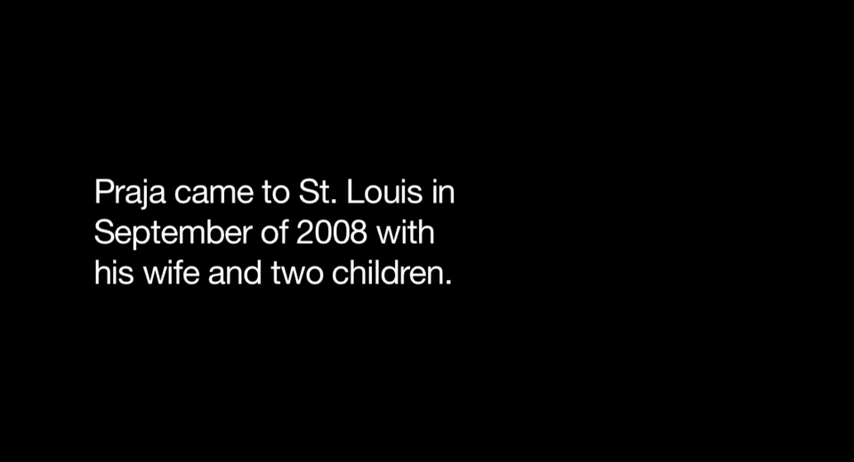 Praja came to St. Louis in
September of 2008 with
his wife and two children.